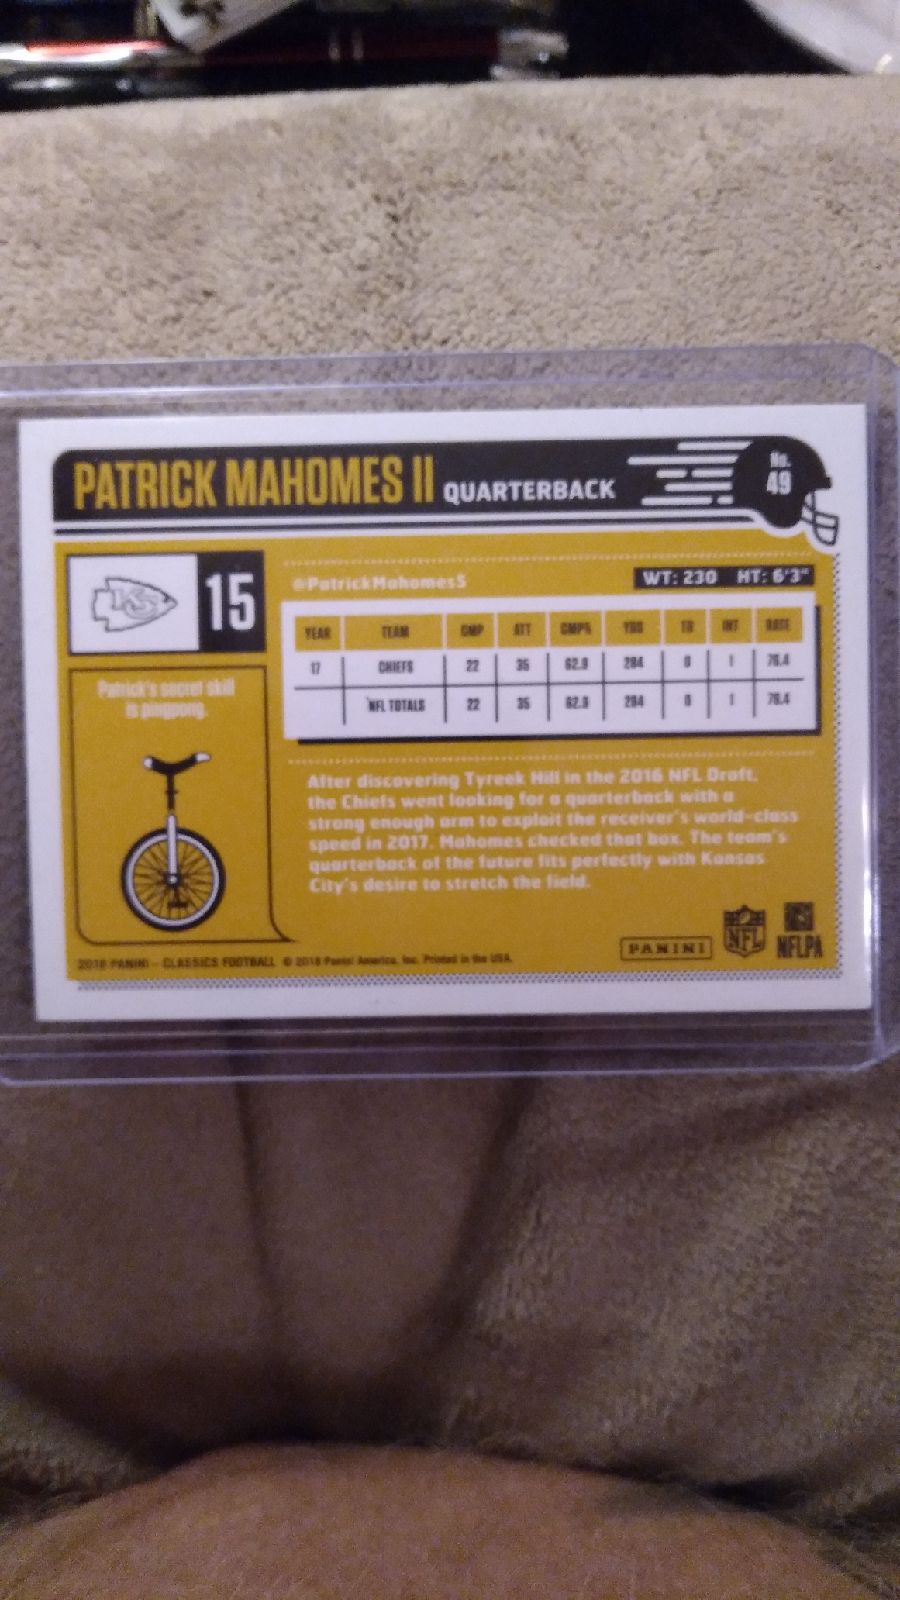 PATRICK MAHOMES II QUARTERBACK
No.
49
KC
15
@PatrickMahomes5
WT: 230 HT: 6'3"
YEAR TEAM CMP ATT CMP% YDS TD INT RATE
17 CHIEFS 22 35 62.9 284 0 1 76.4
NFL TOTALS 22 35 62.9 284 0 1 76.4
Patrick's secret skill
is pingpong.
After discovering Tyreek Hill in the 2016 NFL Draft,
the Chiefs went looking for a quarterback with a
strong enough arm to exploit the receiver's world-class
speed in 2017. Mahomes checked that box. The team's
quarterback of the future fits perfectly with Kansas
City's desire to stretch the field.
PANINI
NFL
NFLPA
2018 PANINI - CLASSICS FOOTBALL © 2018 Panini America, Inc. Printed in the USA.